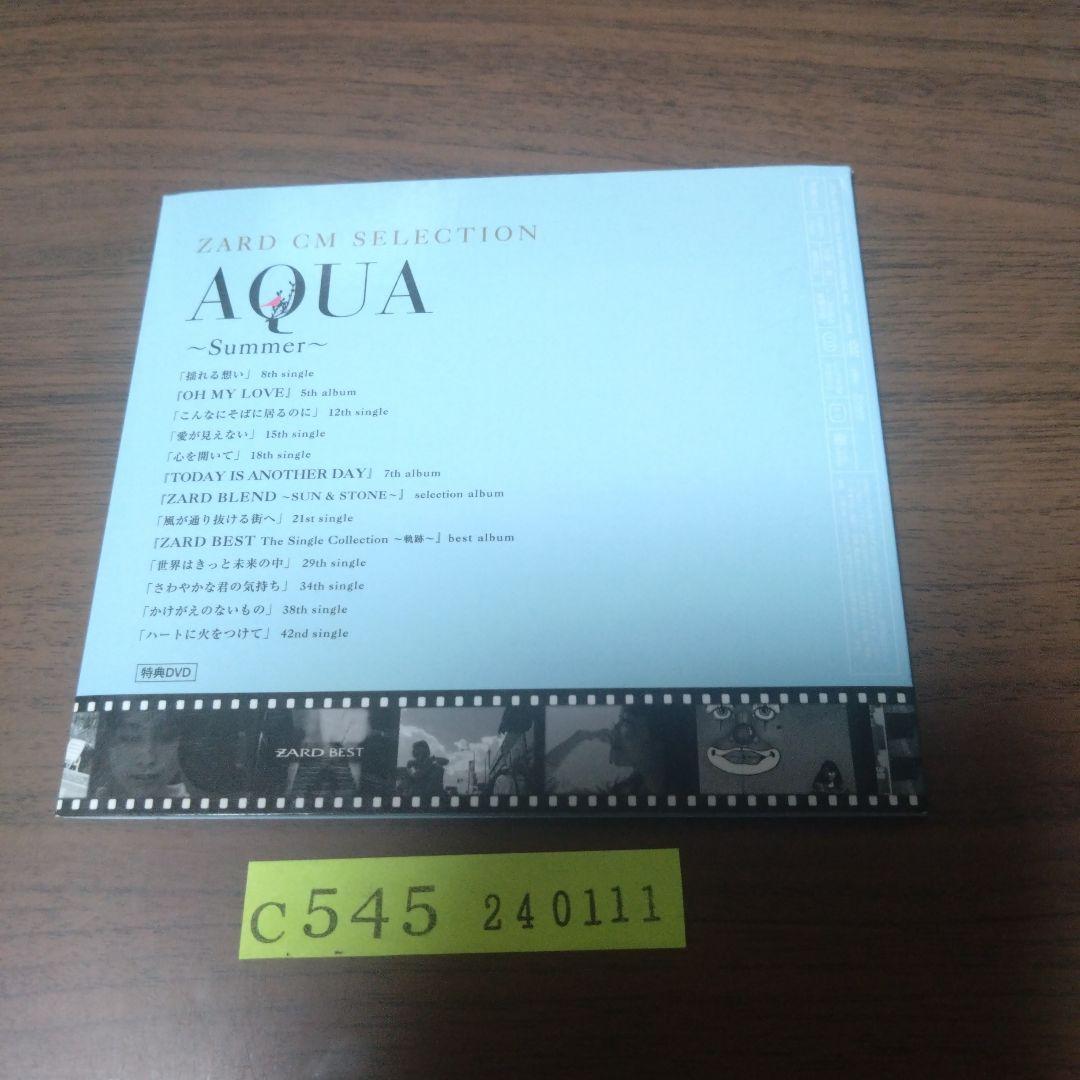 ZARD CM SELECTION
AQUA
~Summer~
「揺れる想い」 8th single
『OH MY LOVE』 5th album
「こんなにそばに居るのに」 12th single
「愛が見えない」 15th single
「心を開いて」 18th single
『TODAY IS ANOTHER DAY』 7th album
『ZARD BLEND ~SUN & STONE~』 selection album
「風が通り抜ける街へ」 21st single
『ZARD BEST The Single Collection ~軌跡~』 best album
「世界はきっと未来の中」 29th single
「さわやかな君の気持ち」 34th single
「かけがえのないもの」 38th single
「ハートに火をつけて」 42nd single
特典DVD
ZARD BEST
C545 240111